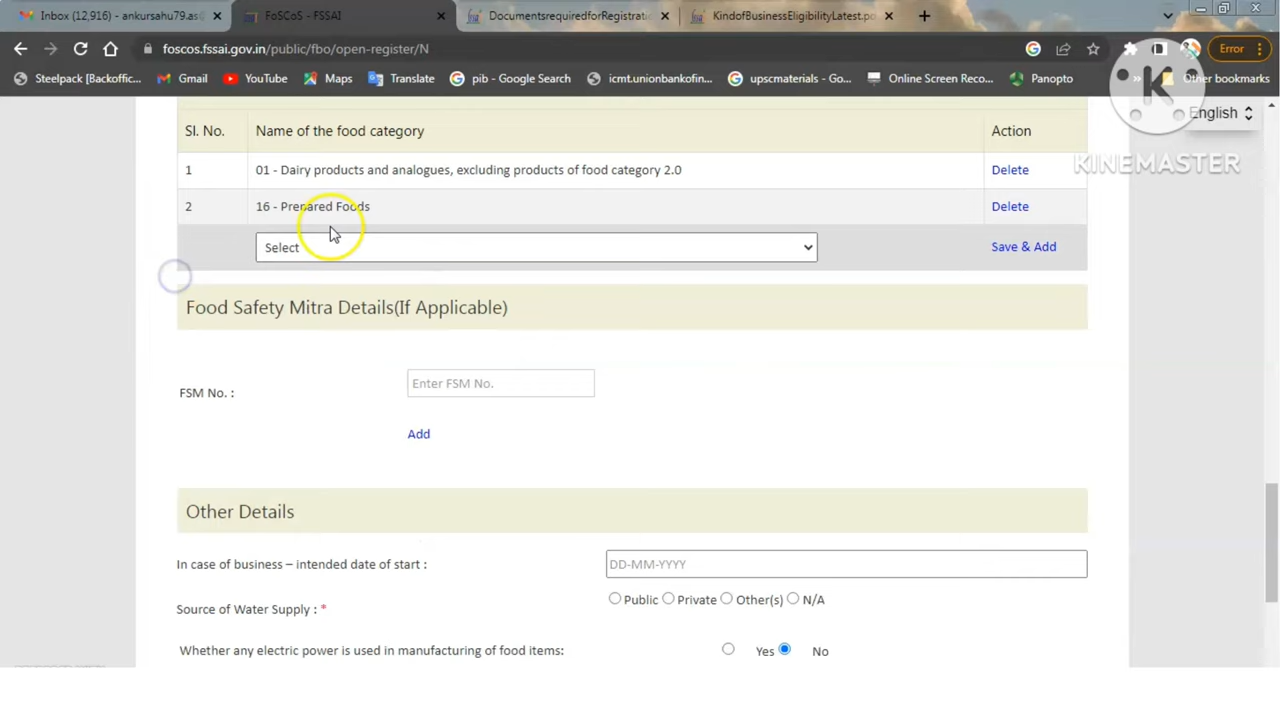 Inbox (12,916) - ankursahu79.as
FoSCoS - FSSAI
DocumentsrequiredforRegistrati
KindofBusinessEligibilityLatest.p
foscos.fssai.gov.in/public/fbo/open-register/N
Error
Steelpack [Backoffic...
Gmail
YouTube
Maps
Translate
pib - Google Search
icmt.unionbankofin...
upscmaterials - Go...
Online Screen Reco...
Panopto
»
Other bookmarks
K
English
KINEMASTER
Sl. No.
Name of the food category
Action
1
01 - Dairy products and analogues, excluding products of food category 2.0
Delete
2
16 - Prepared Foods
Delete
Select
Save & Add
Food Safety Mitra Details(If Applicable)
FSM No. :
Enter FSM No.
Add
Other Details
In case of business – intended date of start :
DD-MM-YYYY
Source of Water Supply : *
Public
Private
Other(s)
N/A
Whether any electric power is used in manufacturing of food items:
Yes
No